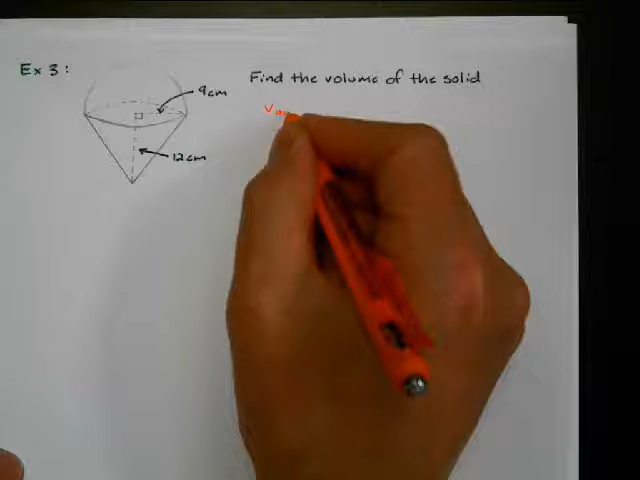 Ex 3:
Find the volume of the solid
9cm
12cm